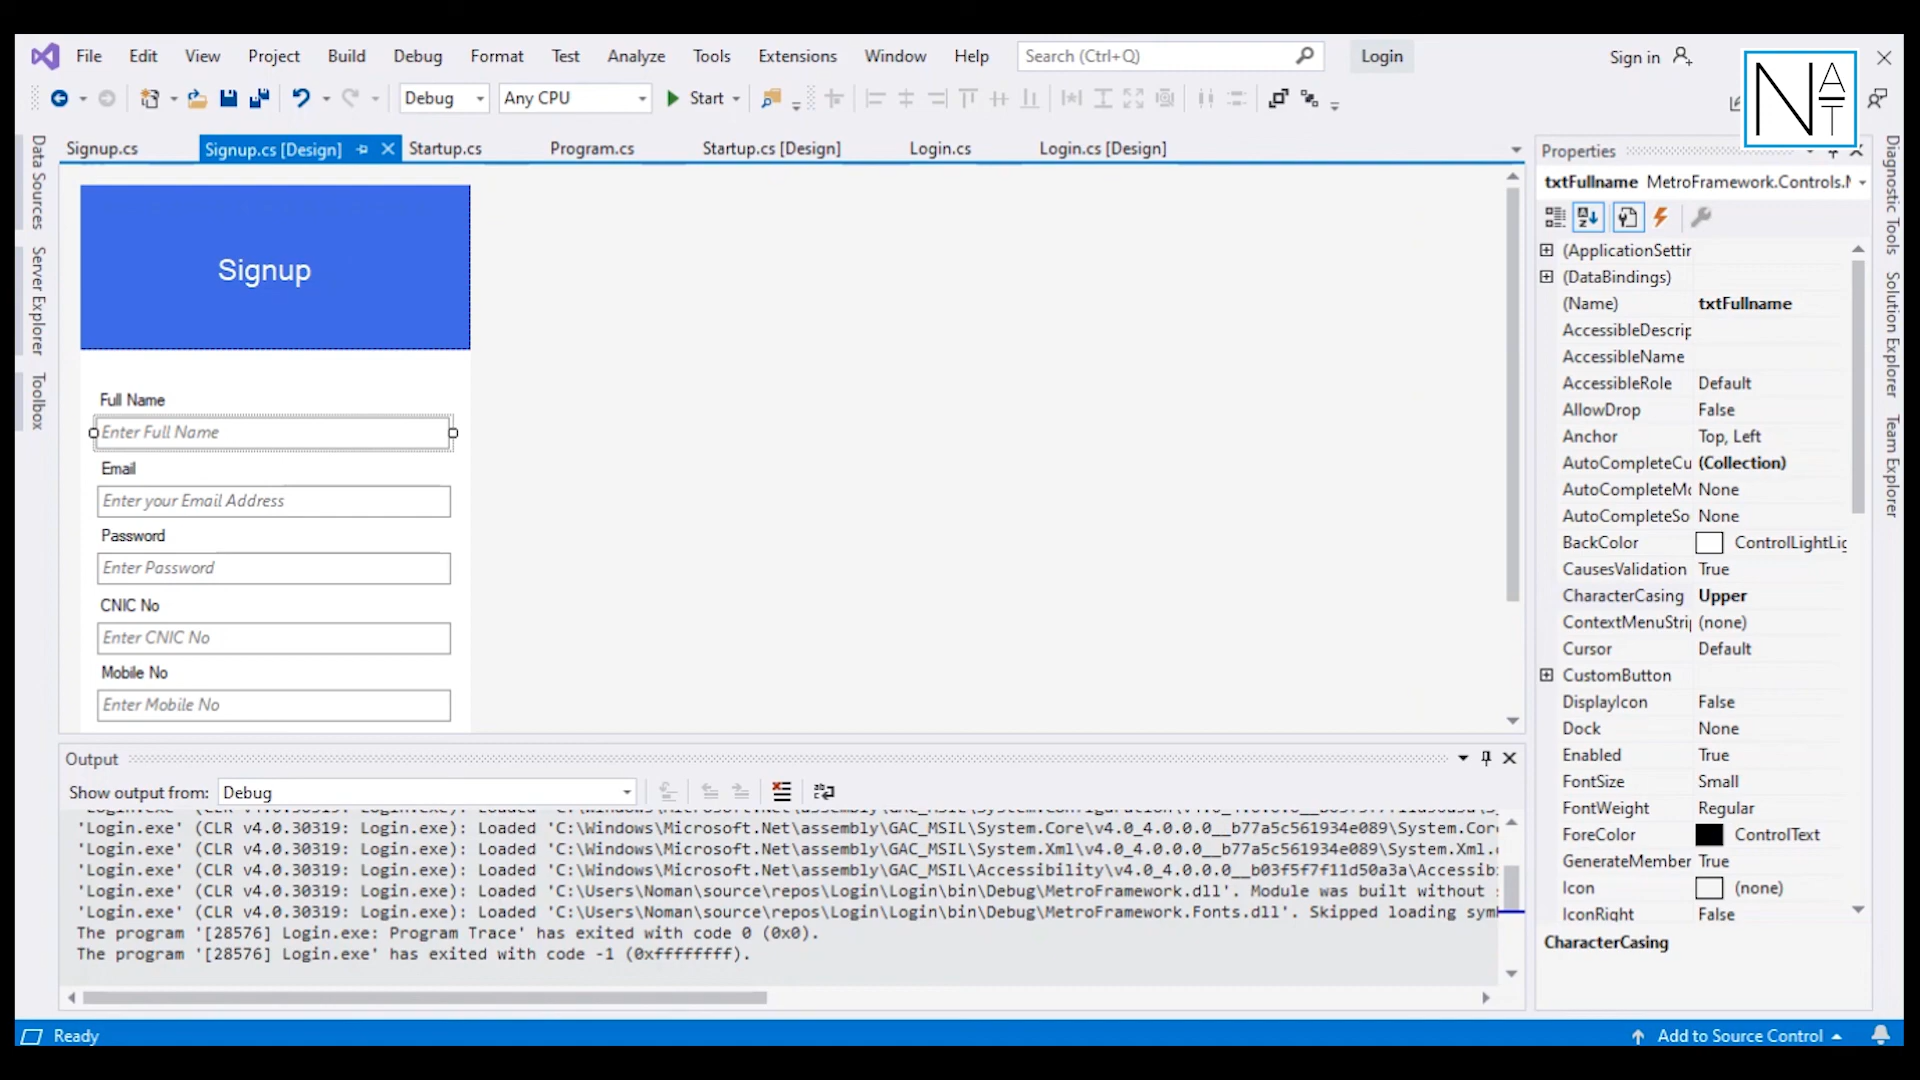 File Edit View Project Build Debug Format Test Analyze Tools Extensions Window Help Search (Ctrl+Q) Login Sign in
Debug Any CPU Start
NAT
Signup.cs Signup.cs [Design] Startup.cs Program.cs Startup.cs [Design] Login.cs Login.cs [Design]
Data Sources
Server Explorer
Toolbox
Signup
Full Name
Enter Full Name
Email
Enter your Email Address
Password
Enter Password
CNIC No
Enter CNIC No
Mobile No
Enter Mobile No
Output
Show output from: Debug
'Login.exe' (CLR v4.0.30319: Login.exe): Loaded 'C:\Windows\Microsoft.Net\assembly\GAC_MSIL\System.Core\v4.0_4.0.0.0__b77a5c561934e089\System.Cor
'Login.exe' (CLR v4.0.30319: Login.exe): Loaded 'C:\Windows\Microsoft.Net\assembly\GAC_MSIL\System.Xml\v4.0_4.0.0.0__b77a5c561934e089\System.Xml.
'Login.exe' (CLR v4.0.30319: Login.exe): Loaded 'C:\Windows\Microsoft.Net\assembly\GAC_MSIL\Accessibility\v4.0_4.0.0.0__b03f5f7f11d50a3a\Accessib
'Login.exe' (CLR v4.0.30319: Login.exe): Loaded 'C:\Users\Noman\source\repos\Login\Login\bin\Debug\MetroFramework.dll'. Module was built without
'Login.exe' (CLR v4.0.30319: Login.exe): Loaded 'C:\Users\Noman\source\repos\Login\Login\bin\Debug\MetroFramework.Fonts.dll'. Skipped loading sym
The program '[28576] Login.exe: Program Trace' has exited with code 0 (0x0).
The program '[28576] Login.exe' has exited with code -1 (0xffffffff).
Properties
txtFullname MetroFramework.Controls.
(ApplicationSettir
(DataBindings)
(Name) txtFullname
AccessibleDescrip
AccessibleName
AccessibleRole Default
AllowDrop False
Anchor Top, Left
AutoCompleteCu (Collection)
AutoCompleteMo None
AutoCompleteSo None
BackColor ControlLightLig
CausesValidation True
CharacterCasing Upper
ContextMenuStrip (none)
Cursor Default
CustomButton
DisplayIcon False
Dock None
Enabled True
FontSize Small
FontWeight Regular
ForeColor ControlText
GenerateMember True
Icon (none)
IconRight False
CharacterCasing
Diagnostic Tools
Solution Explorer
Team Explorer
Ready Add to Source Control